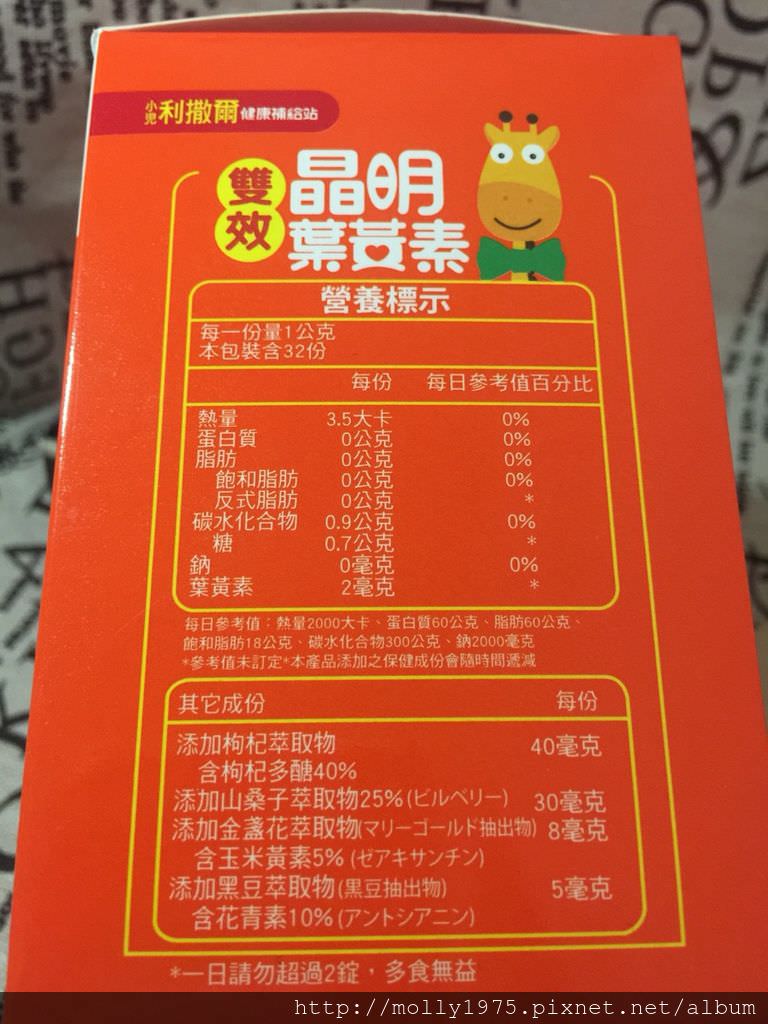 小兒利撒爾健康補給站
雙效
晶明
葉黃素
營養標示
每一份量1公克
本包裝含32份
每份 每日參考值百分比
熱量 3.5大卡 0%
蛋白質 0公克 0%
脂肪 0公克 0%
飽和脂肪 0公克 0%
反式脂肪 0公克 *
碳水化合物 0.9公克 0%
糖 0.7公克 *
鈉 0毫克 0%
葉黃素 2毫克 *
每日參考值：熱量2000大卡、蛋白質60公克、脂肪60公克、
飽和脂肪18公克、碳水化合物300公克、鈉2000毫克
*參考值未訂定*本產品添加之保健成份會隨時間遞減
其它成份 每份
添加枸杞萃取物 40毫克
含枸杞多醣40%
添加山桑子萃取物25%(ビルベリー) 30毫克
添加金盞花萃取物(マリーゴールド抽出物) 8毫克
含玉米黃素5% (ゼアキサンチン)
添加黑豆萃取物(黒豆抽出物) 5毫克
含花青素10% (アントシアニン)
*一日請勿超過2錠，多食無益
http://molly1975.pixnet.net/album